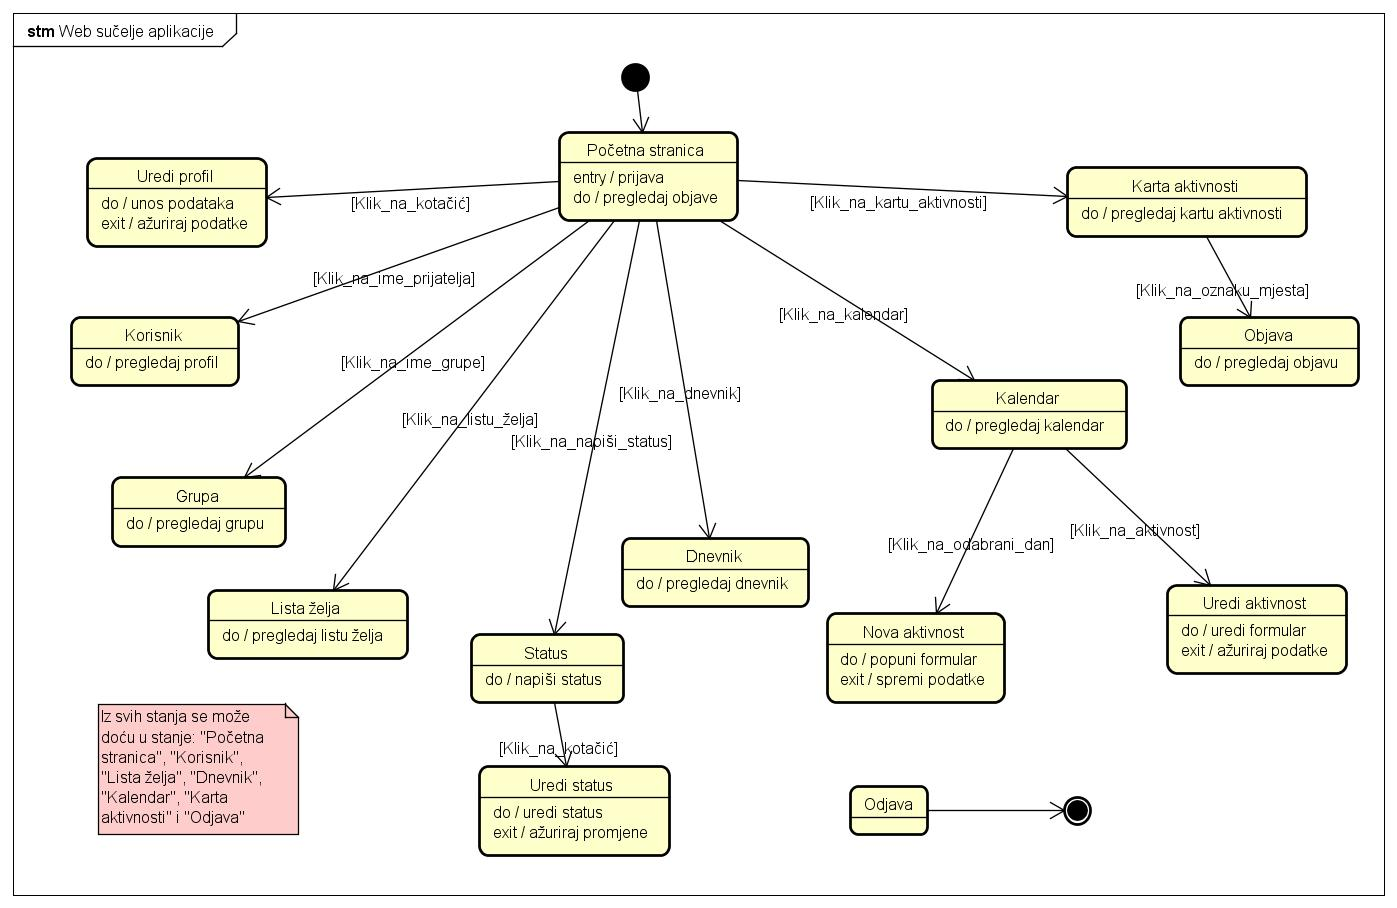 stm Web sučelje aplikacije
Početna stranica
entry / prijava
do / pregledaj objave
Uredi profil
do / unos podataka
exit / ažuriraj podatke
[Klik_na_kotačić]
[Klik_na_kartu_aktivnosti]
Karta aktivnosti
do / pregledaj kartu aktivnosti
[Klik_na_ime_prijatelja]
[Klik_na_oznaku_mjesta]
Korisnik
do / pregledaj profil
[Klik_na_kalendar]
Objava
do / pregledaj objavu
[Klik_na_ime_grupe]
[Klik_na_dnevnik]
Kalendar
do / pregledaj kalendar
[Klik_na_listu_želja]
[Klik_na_napiši_status]
Grupa
do / pregledaj grupu
[Klik_na_odabrani_dan]
[Klik_na_aktivnost]
Dnevnik
do / pregledaj dnevnik
Lista želja
do / pregledaj listu želja
Status
do / napiši status
Nova aktivnost
do / popuni formular
exit / spremi podatke
Uredi aktivnost
do / uredi formular
exit / ažuriraj podatke
Iz svih stanja se može
doću u stanje: "Početna
stranica", "Korisnik",
"Lista želja", "Dnevnik",
"Kalendar", "Karta
aktivnosti" i "Odjava"
[Klik_na_kotačić]
Uredi status
do / uredi status
exit / ažuriraj promjene
Odjava